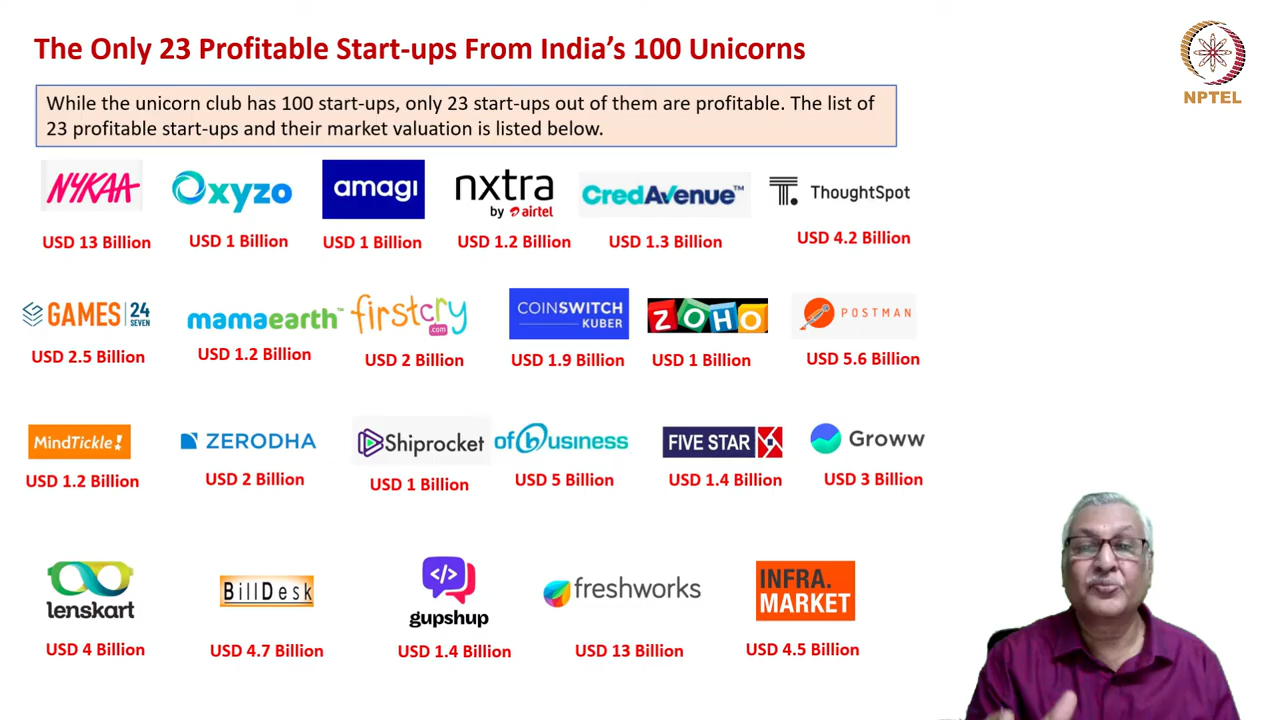 The Only 23 Profitable Start-ups From India's 100 Unicorns
NPTEL
While the unicorn club has 100 start-ups, only 23 start-ups out of them are profitable. The list of
23 profitable start-ups and their market valuation is listed below.
NYKAA
Oxyzo
amagi
nxtra
by airtel
CredAvenue™
ThoughtSpot
USD 13 Billion
USD 1 Billion
USD 1 Billion
USD 1.2 Billion
USD 1.3 Billion
USD 4.2 Billion
GAMES 24
SEVEN
mamaearth™
firstcry
.com
COINSWITCH
KUBER
ZOHO
POSTMAN
USD 2.5 Billion
USD 1.2 Billion
USD 2 Billion
USD 1.9 Billion
USD 1 Billion
USD 5.6 Billion
MindTickle!
ZERODHA
Shiprocket
ofbusiness
FIVE STAR
Groww
USD 1.2 Billion
USD 2 Billion
USD 1 Billion
USD 5 Billion
USD 1.4 Billion
USD 3 Billion
lenskart
BillDesk
</>
gupshup
freshworks
INFRA.
MARKET
USD 4 Billion
USD 4.7 Billion
USD 1.4 Billion
USD 13 Billion
USD 4.5 Billion